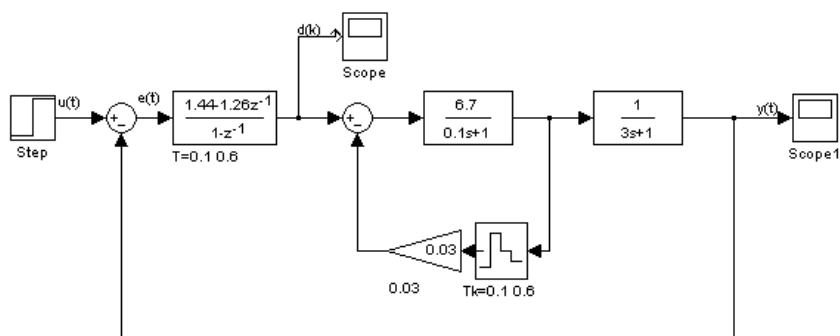 d(k)
Scope
u(t)
e(t)
1.44-1.26z-1
1-z-1
6.7
0.1s+1
1
3s+1
y(t)
Step
T=0.1 0.6
Scope1
0.03
0.03
Tk=0.1 0.6